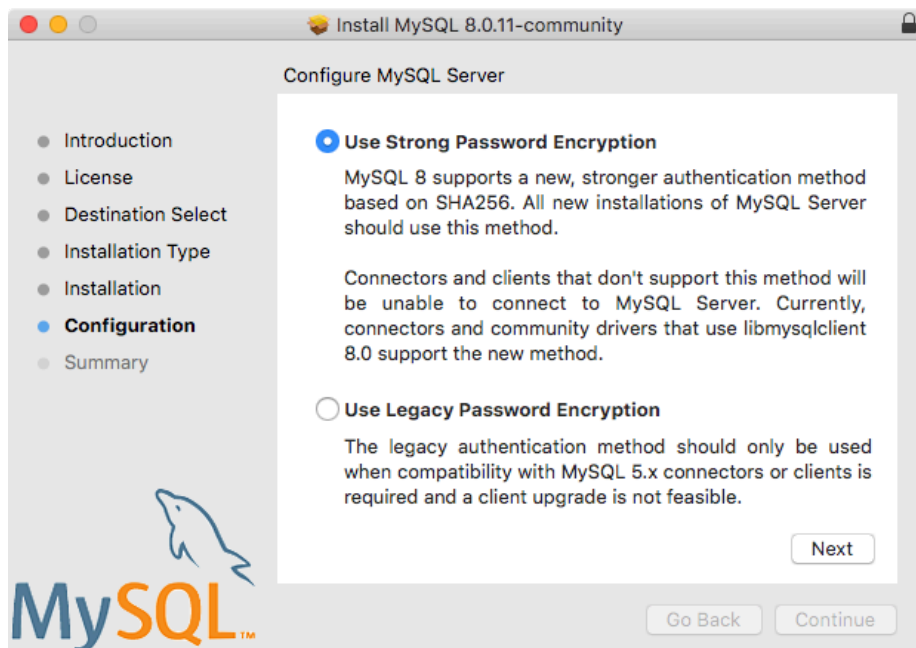 Install MySQL 8.0.11-community
Configure MySQL Server
Introduction
License
Destination Select
Installation Type
Installation
Configuration
Summary
Use Strong Password Encryption
MySQL 8 supports a new, stronger authentication method
based on SHA256. All new installations of MySQL Server
should use this method.
Connectors and clients that don't support this method will
be unable to connect to MySQL Server. Currently,
connectors and community drivers that use libmysqlclient
8.0 support the new method.
Use Legacy Password Encryption
The legacy authentication method should only be used
when compatibility with MySQL 5.x connectors or clients is
required and a client upgrade is not feasible.
Next
MySQL™
Go Back
Continue